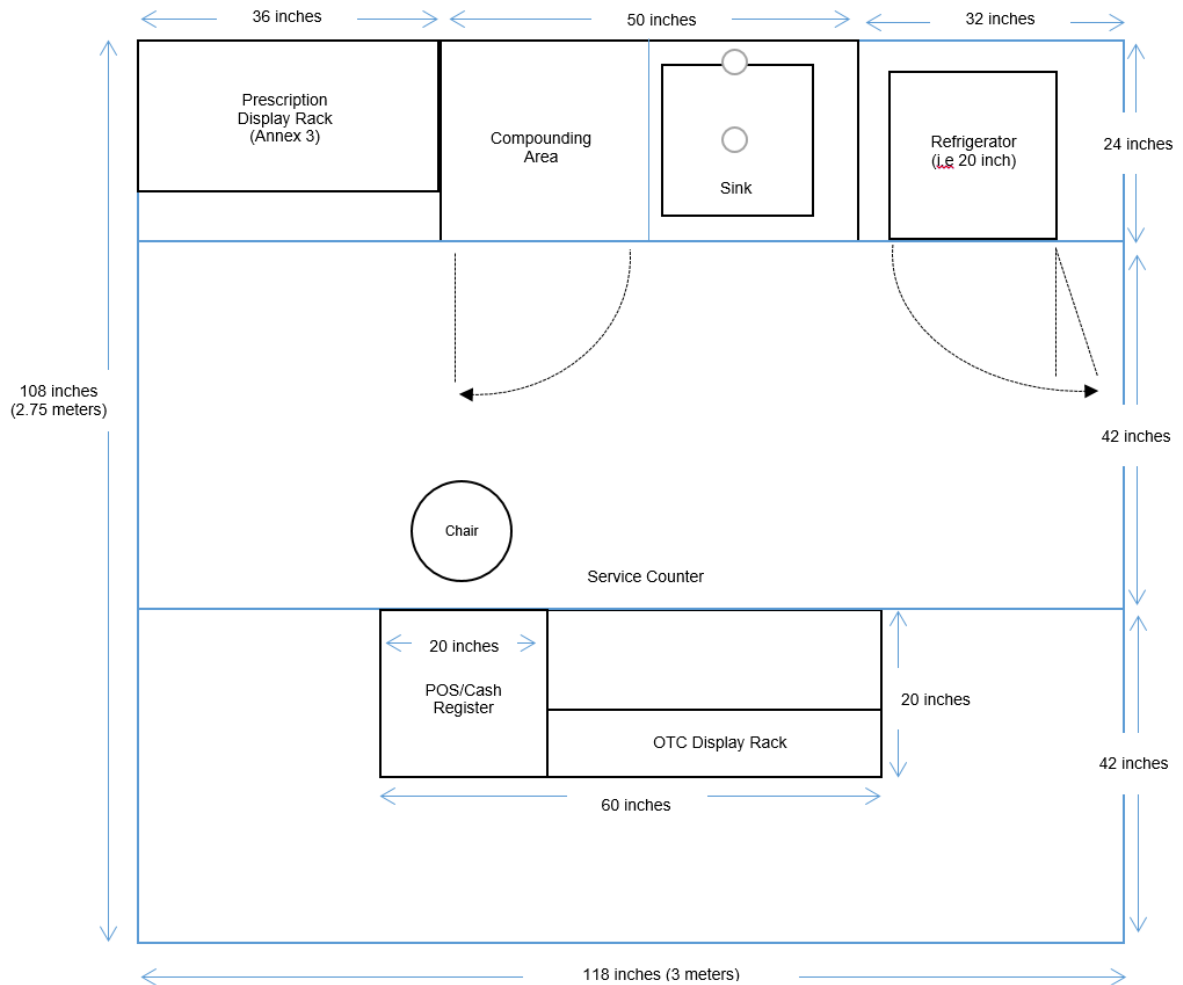 36 inches
50 inches
32 inches
Prescription
Display Rack
(Annex 3)
Compounding
Area
Sink
Refrigerator
(i.e 20 inch)
24 inches
108 inches
(2.75 meters)
42 inches
Chair
Service Counter
20 inches
POS/Cash
Register
OTC Display Rack
20 inches
60 inches
42 inches
118 inches (3 meters)